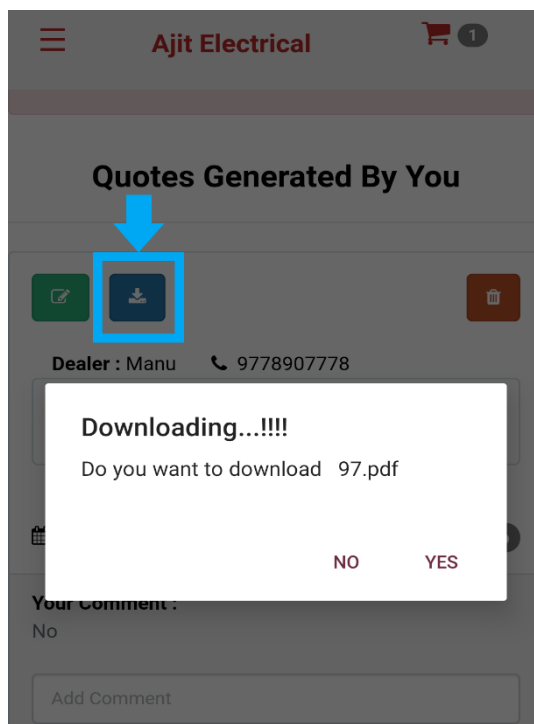 Ajit Electrical
1
Quotes Generated By You
Dealer : Manu 9778907778
Downloading...!!!!
Do you want to download 97.pdf
NO YES
Your Comment :
No
Add Comment